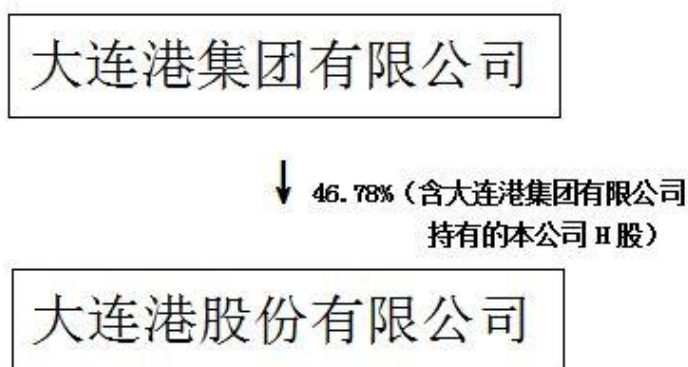 大连港集团有限公司
46.78%（含大连港集团有限公司
持有的本公司 H 股）
大连港股份有限公司